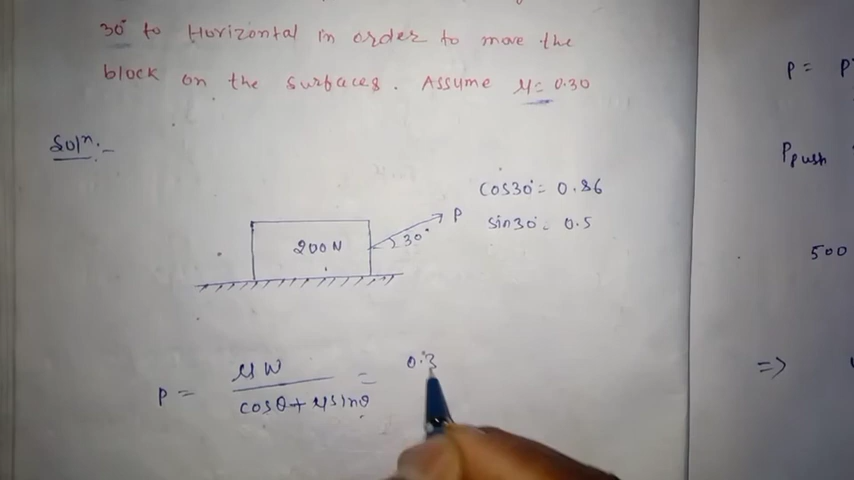 30° to Horizontal in order to move the
block on the surfaces. Assume μ= 0.30
Solⁿ:-
cos30°= 0.86
sin30°= 0.5
P
30°
200N
P = μW / cosθ+μsinθ = 0.3
P =
Ppush
500
=>